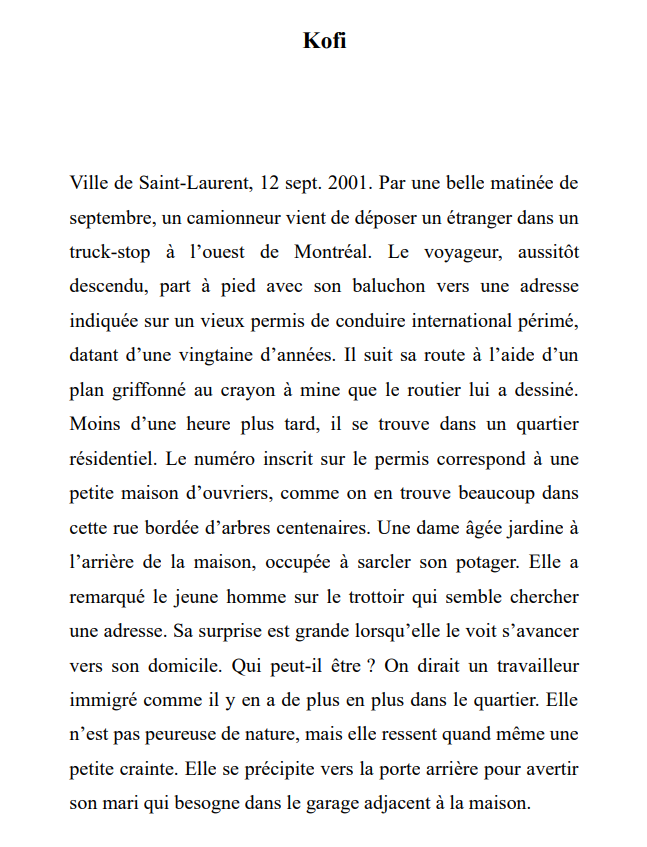 Kofi
Ville de Saint-Laurent, 12 sept. 2001. Par une belle matinée de
septembre, un camionneur vient de déposer un étranger dans un
truck-stop à l’ouest de Montréal. Le voyageur, aussitôt
descendu, part à pied avec son baluchon vers une adresse
indiquée sur un vieux permis de conduire international périmé,
datant d’une vingtaine d’années. Il suit sa route à l’aide d’un
plan griffonné au crayon à mine que le routier lui a dessiné.
Moins d’une heure plus tard, il se trouve dans un quartier
résidentiel. Le numéro inscrit sur le permis correspond à une
petite maison d’ouvriers, comme on en trouve beaucoup dans
cette rue bordée d’arbres centenaires. Une dame âgée jardine à
l’arrière de la maison, occupée à sarcler son potager. Elle a
remarqué le jeune homme sur le trottoir qui semble chercher
une adresse. Sa surprise est grande lorsqu’elle le voit s’avancer
vers son domicile. Qui peut-il être ? On dirait un travailleur
immigré comme il y en a de plus en plus dans le quartier. Elle
n’est pas peureuse de nature, mais elle ressent quand même une
petite crainte. Elle se précipite vers la porte arrière pour avertir
son mari qui besogne dans le garage adjacent à la maison.